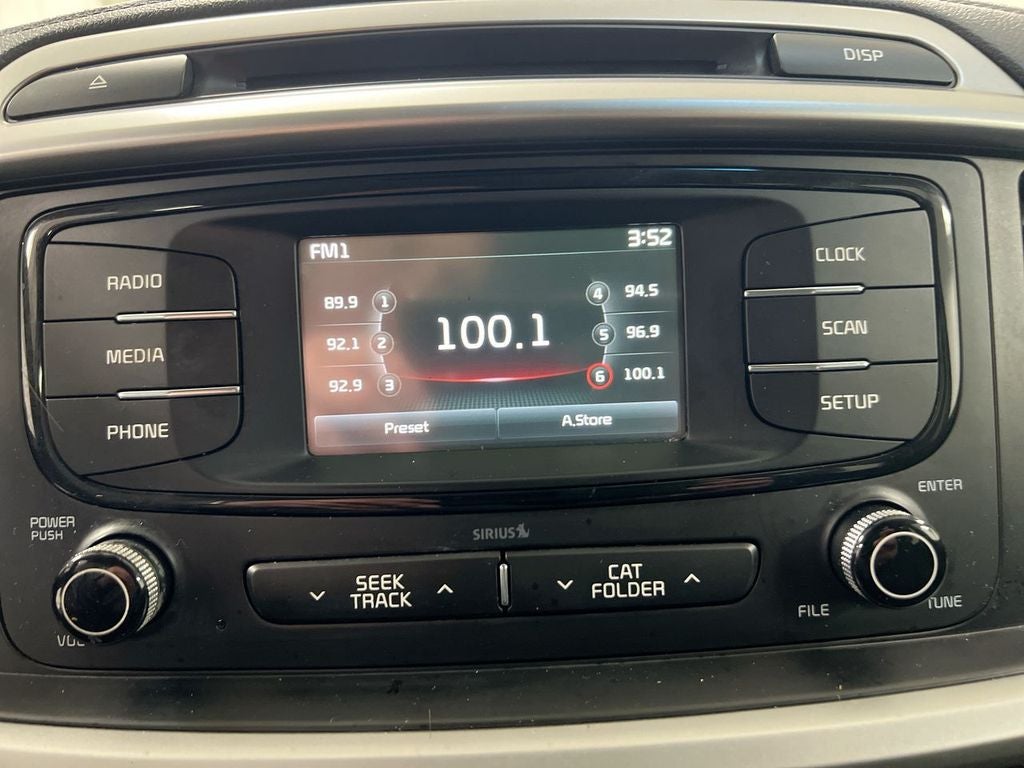 DISP
RADIO
MEDIA
PHONE
FM1
3:52
89.9 1
92.1 2
92.9 3
100.1
4 94.5
5 96.9
6 100.1
Preset
A.Store
CLOCK
SCAN
SETUP
POWER
PUSH
VOL
SIRIUS
SEEK
TRACK
CAT
FOLDER
ENTER
FILE
TUNE